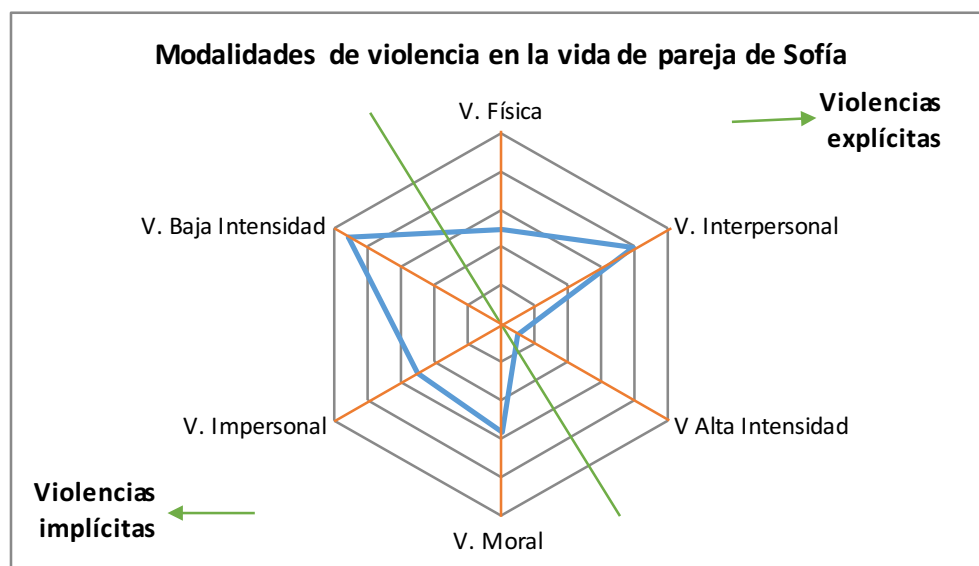 Modalidades de violencia en la vida de pareja de Sofía
V. Física
Violencias
explícitas
V. Baja Intensidad
V. Interpersonal
V. Impersonal
V Alta Intensidad
Violencias
implícitas
V. Moral